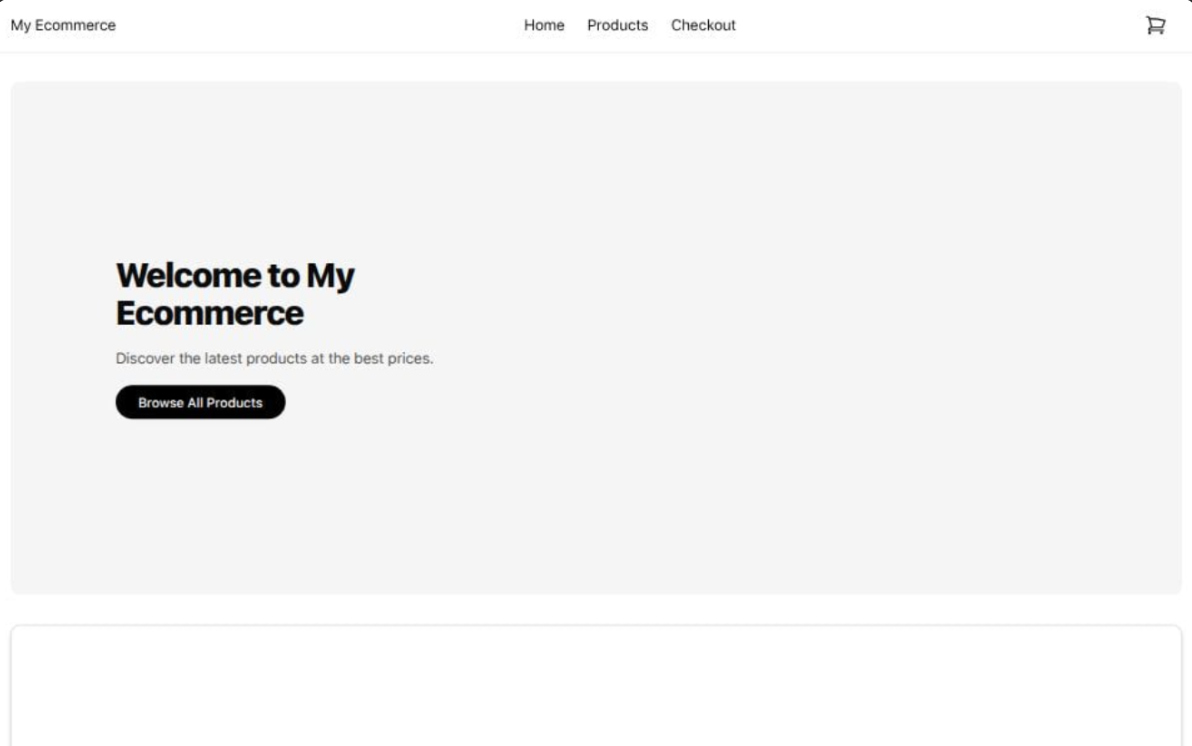 My Ecommerce
Home Products Checkout
Welcome to My
Ecommerce
Discover the latest products at the best prices.
Browse All Products